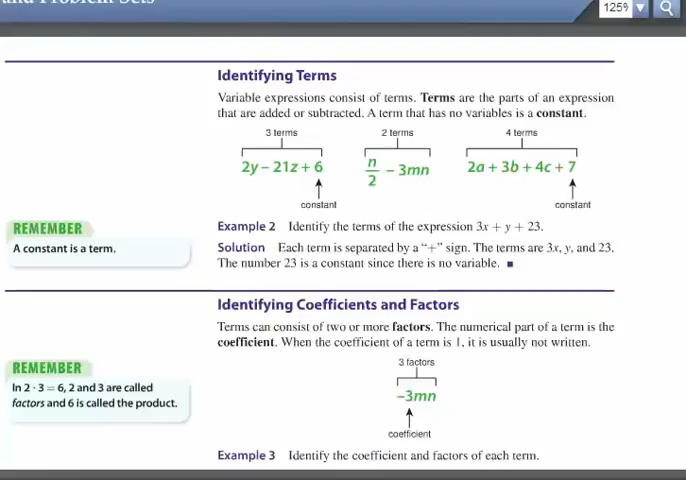 and Problem Sets
125%
Identifying Terms
Variable expressions consist of terms. Terms are the parts of an expression
that are added or subtracted. A term that has no variables is a constant.
3 terms 2 terms 4 terms
2y – 21z + 6 n/2 – 3mn 2a + 3b + 4c + 7
constant constant
REMEMBER
A constant is a term.
Example 2 Identify the terms of the expression 3x + y + 23.
Solution Each term is separated by a “+” sign. The terms are 3x, y, and 23.
The number 23 is a constant since there is no variable. ■
Identifying Coefficients and Factors
Terms can consist of two or more factors. The numerical part of a term is the
coefficient. When the coefficient of a term is 1, it is usually not written.
REMEMBER
In 2 · 3 = 6, 2 and 3 are called
factors and 6 is called the product.
3 factors
–3mn
coefficient
Example 3 Identify the coefficient and factors of each term.